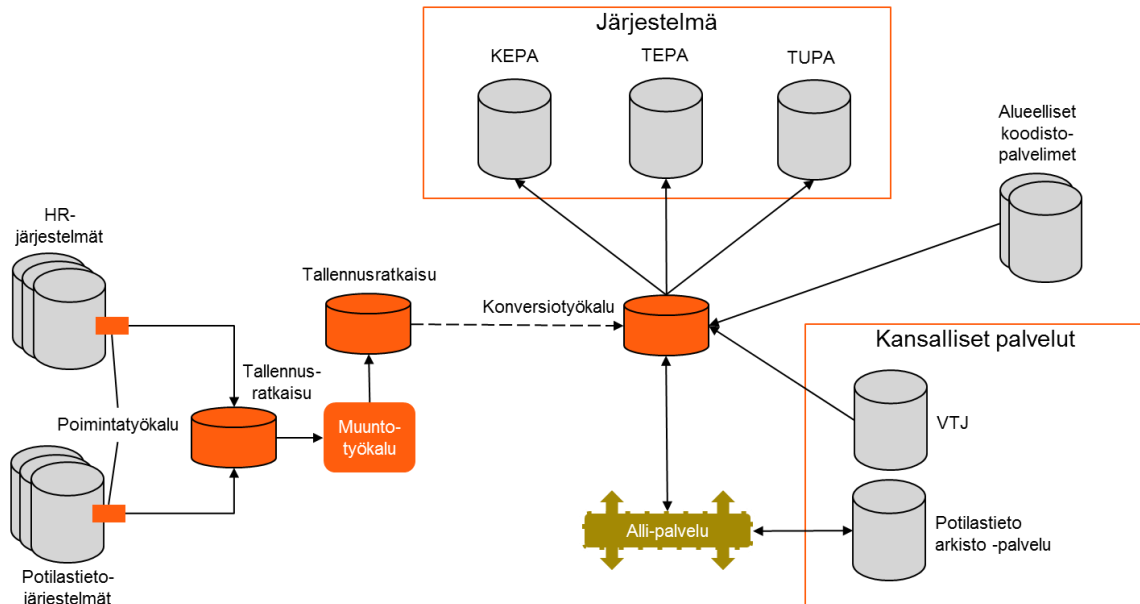 Järjestelmä
KEPA
TEPA
TUPA
Alueelliset
koodisto-
palvelimet
HR-
järjestelmät
Tallennusratkaisu
Konversiotyökalu
Kansalliset palvelut
Tallennus-
ratkaisu
Poimintatyökalu
Muunto-
työkalu
VTJ
Alli-palvelu
Potilastieto
arkisto -palvelu
Potilastieto-
järjestelmät